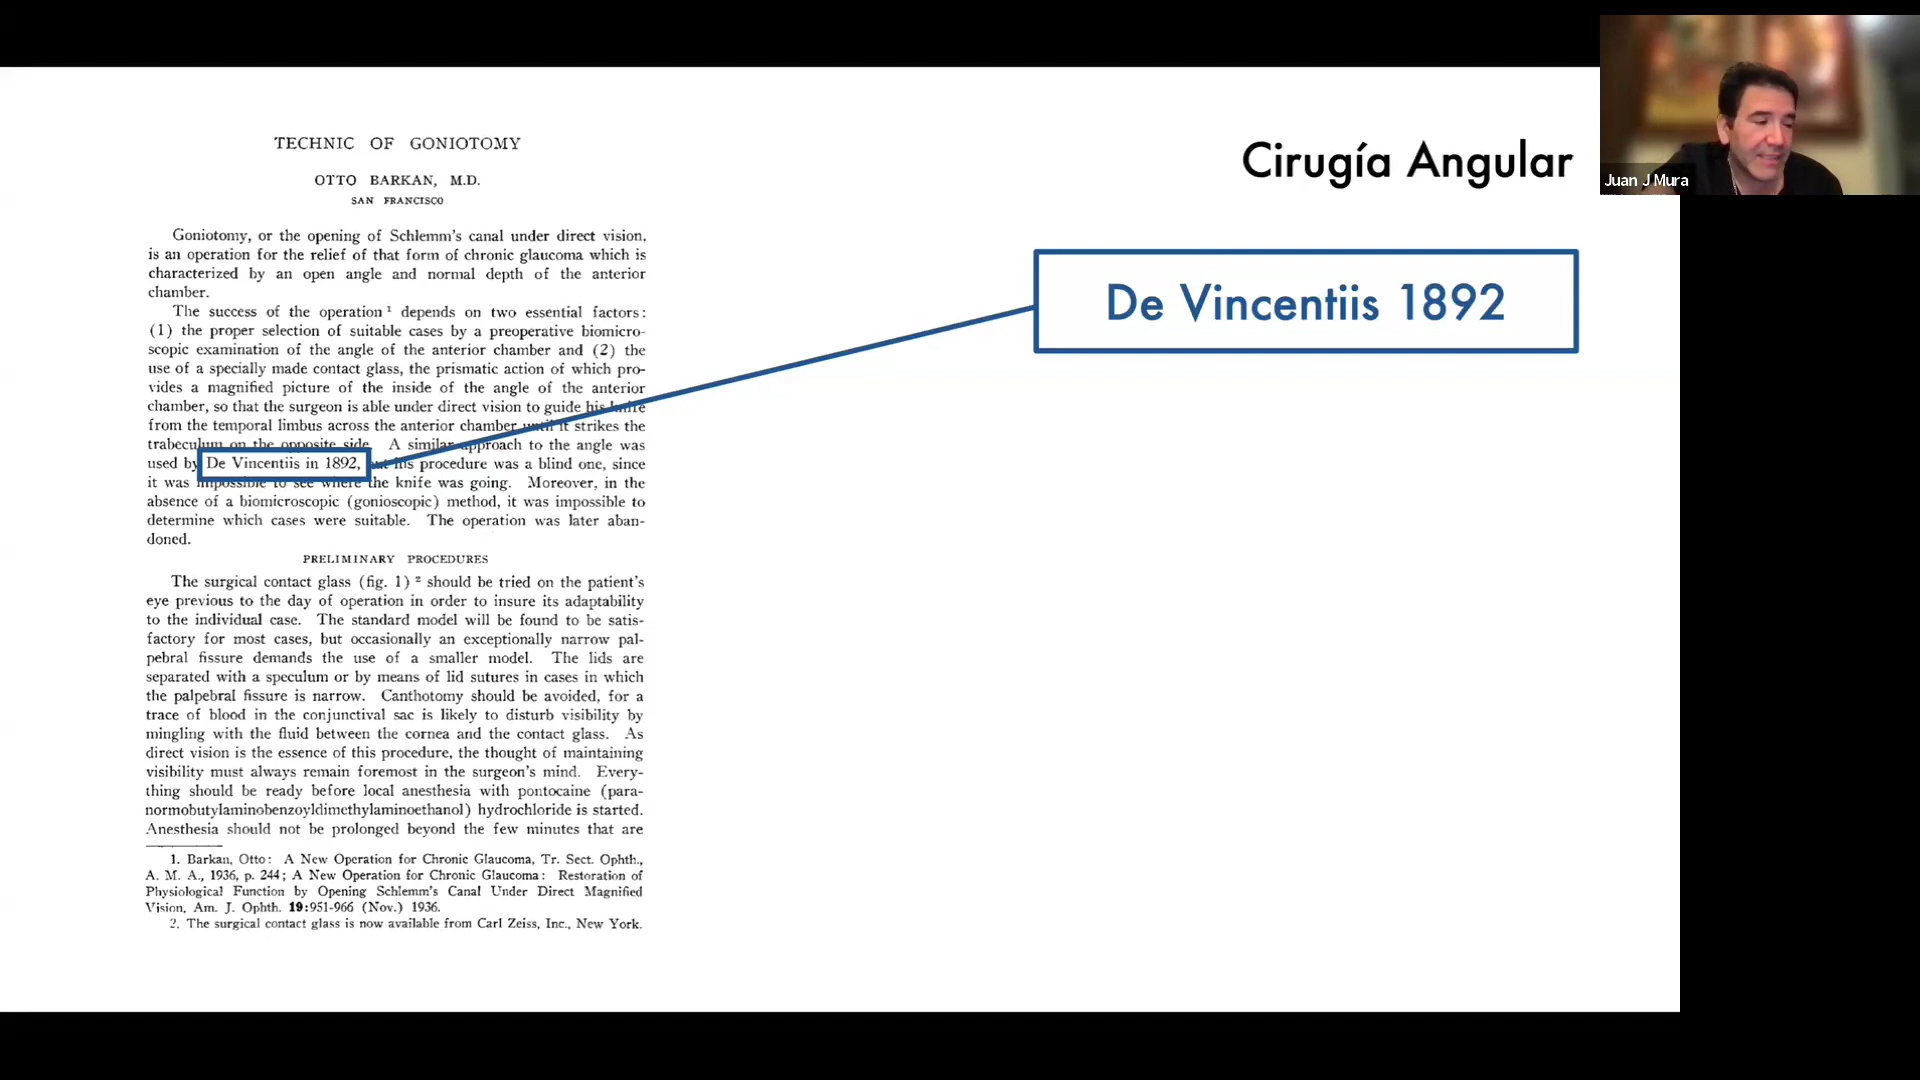 TECHNIC OF GONIOTOMY
OTTO BARKAN, M.D.
SAN FRANCISCO
Goniotomy, or the opening of Schlemm's canal under direct vision,
is an operation for the relief of that form of chronic glaucoma which is
characterized by an open angle and normal depth of the anterior
chamber.
The success of the operation 1 depends on two essential factors:
(1) the proper selection of suitable cases by a preoperative biomicro-
scopic examination of the angle of the anterior chamber and (2) the
use of a specially made contact glass, the prismatic action of which pro-
vides a magnified picture of the inside of the angle of the anterior
chamber, so that the surgeon is able under direct vision to guide his knife
from the temporal limbus across the anterior chamber until it strikes the
trabeculum on the opposite side. A similar approach to the angle was
used by De Vincentiis in 1892, but his procedure was a blind one, since
it was impossible to see where the knife was going. Moreover, in the
absence of a biomicroscopic (gonioscopic) method, it was impossible to
determine which cases were suitable. The operation was later aban-
doned.
PRELIMINARY PROCEDURES
The surgical contact glass (fig. 1) 2 should be tried on the patient's
eye previous to the day of operation in order to insure its adaptability
to the individual case. The standard model will be found to be satis-
factory for most cases, but occasionally an exceptionally narrow pal-
pebral fissure demands the use of a smaller model. The lids are
separated with a speculum or by means of lid sutures in cases in which
the palpebral fissure is narrow. Canthotomy should be avoided, for a
trace of blood in the conjunctival sac is likely to disturb visibility by
mingling with the fluid between the cornea and the contact glass. As
direct vision is the essence of this procedure, the thought of maintaining
visibility must always remain foremost in the surgeon's mind. Every-
thing should be ready before local anesthesia with pontocaine (para-
normobutylaminobenzoyldimethylaminoethanol) hydrochloride is started.
Anesthesia should not be prolonged beyond the few minutes that are
1. Barkan, Otto: A New Operation for Chronic Glaucoma, Tr. Sect. Ophth.,
A. M. A., 1936, p. 244; A New Operation for Chronic Glaucoma: Restoration of
Physiological Function by Opening Schlemm's Canal Under Direct Magnified
Vision, Am. J. Ophth. 19:951-966 (Nov.) 1936.
2. The surgical contact glass is now available from Carl Zeiss, Inc., New York.
Cirugía Angular
De Vincentiis 1892
Juan J Mura